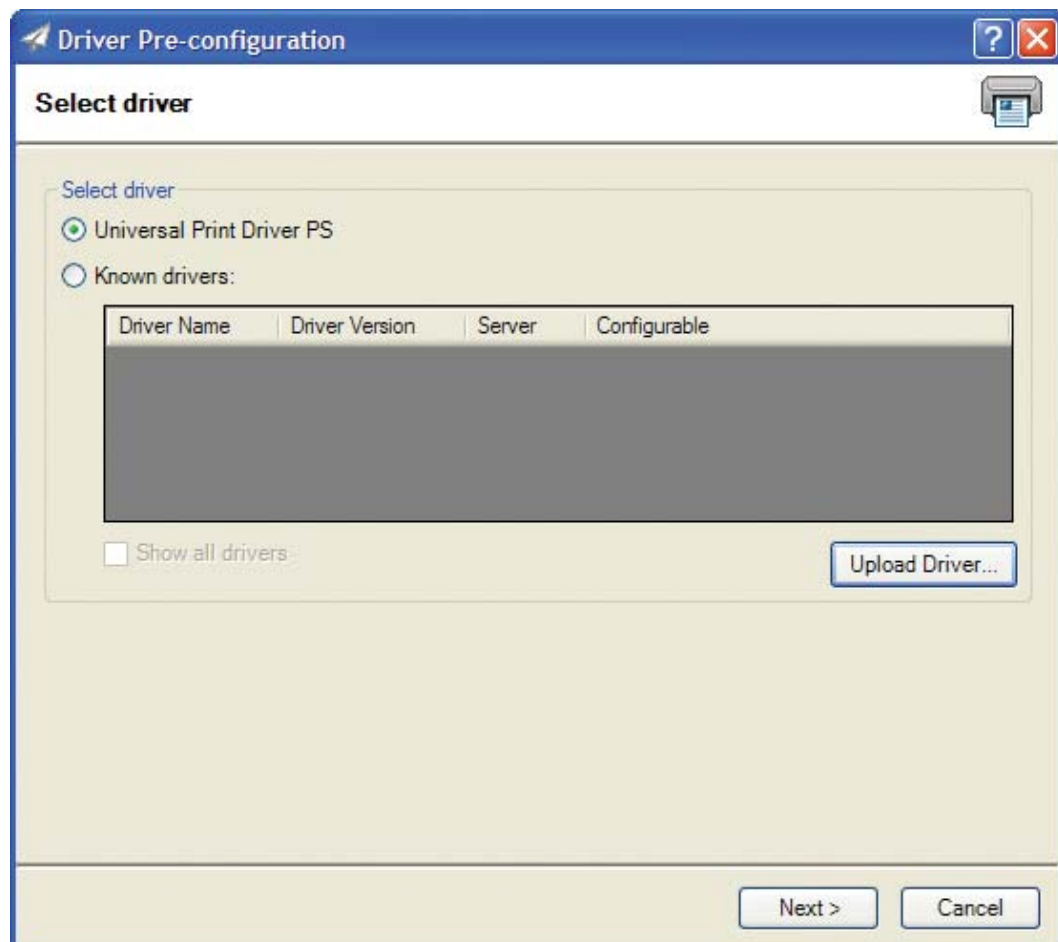 Driver Pre-configuration
?
Select driver
Select driver
Universal Print Driver PS
Known drivers:
Driver Name Driver Version Server Configurable
Show all drivers
Upload Driver...
Next > Cancel